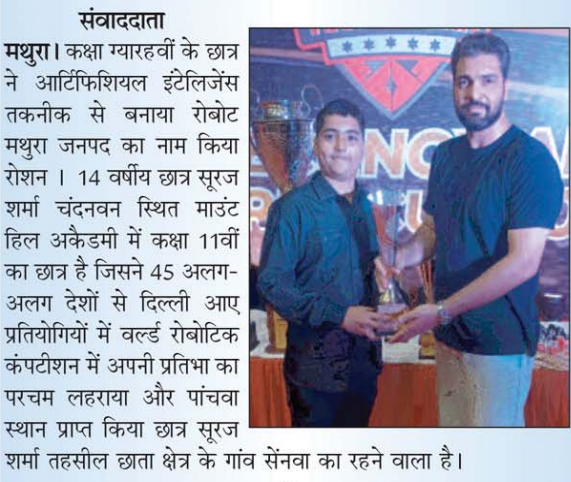 संवाददाता
मथुरा। कक्षा ग्यारहवीं के छात्र
ने आर्टिफिशियल इंटेलिजेंस
तकनीक से बनाया रोबोट
मथुरा जनपद का नाम किया
रोशन । 14 वर्षीय छात्र सूरज
शर्मा चंदनवन स्थित माउंट
हिल अकैडमी में कक्षा 11वीं
का छात्र है जिसने 45 अलग-
अलग देशों से दिल्ली आए
प्रतियोगियों में वर्ल्ड रोबोटिक
कंपटीशन में अपनी प्रतिभा का
परचम लहराया और पांचवा
स्थान प्राप्त किया छात्र सूरज
शर्मा तहसील छाता क्षेत्र के गांव सेंनवा का रहने वाला है।